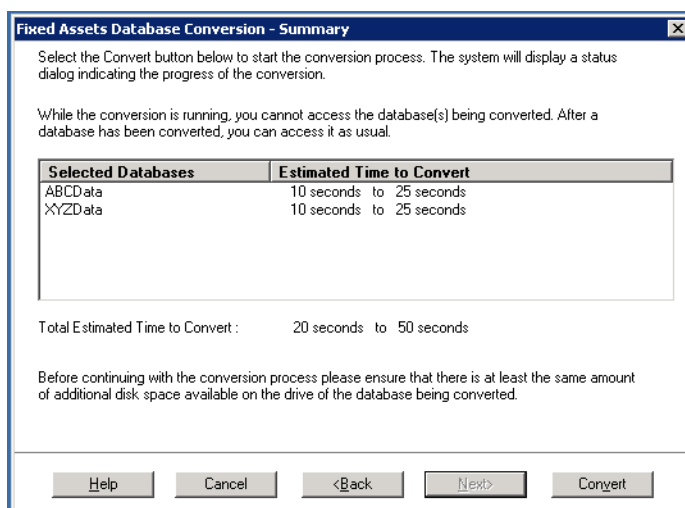 Fixed Assets Database Conversion - Summary
Select the Convert button below to start the conversion process. The system will display a status
dialog indicating the progress of the conversion.
While the conversion is running, you cannot access the database(s) being converted. After a
database has been converted, you can access it as usual.
Selected Databases Estimated Time to Convert
ABCData 10 seconds to 25 seconds
XYZData 10 seconds to 25 seconds
Total Estimated Time to Convert : 20 seconds to 50 seconds
Before continuing with the conversion process please ensure that there is at least the same amount
of additional disk space available on the drive of the database being converted.
Help Cancel <Back Next> Convert